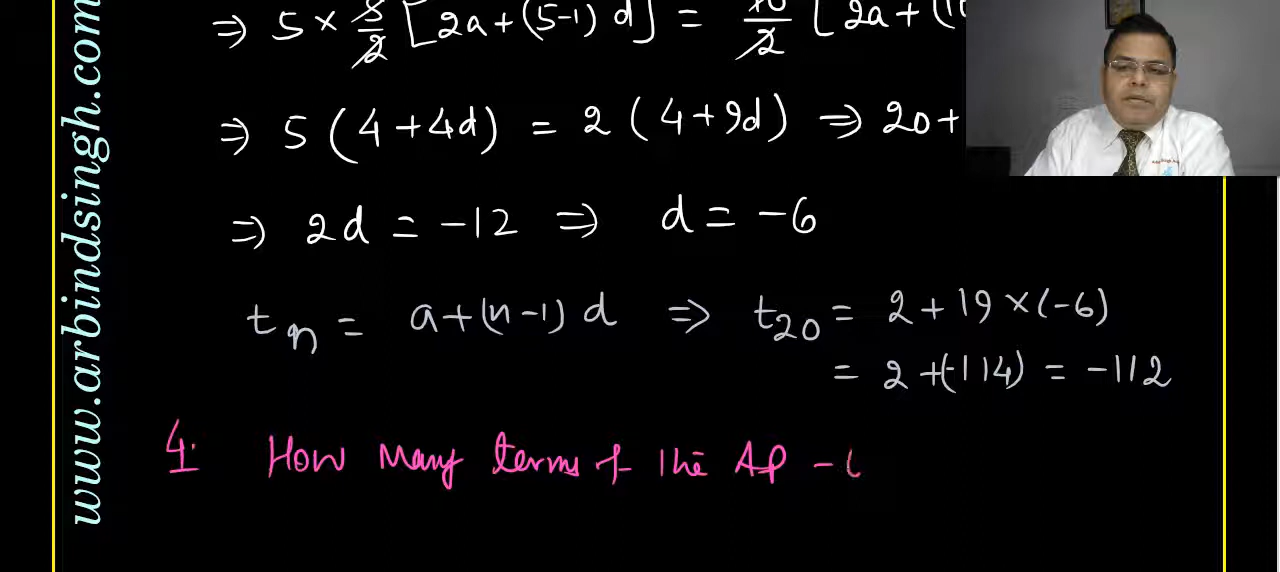 ⇒ 5 × 5/2 [2a + (5-1) d] = 10/2 [2a + (1
⇒ 5 (4 + 4d) = 2 (4 + 9d) ⇒ 20 +
⇒ 2d = -12 ⇒ d = -6
tn = a + (n-1) d ⇒ t20 = 2 + 19 × (-6)
= 2 + (-114) = -112
4. How Many terms of the AP -
www.arbindsingh.com